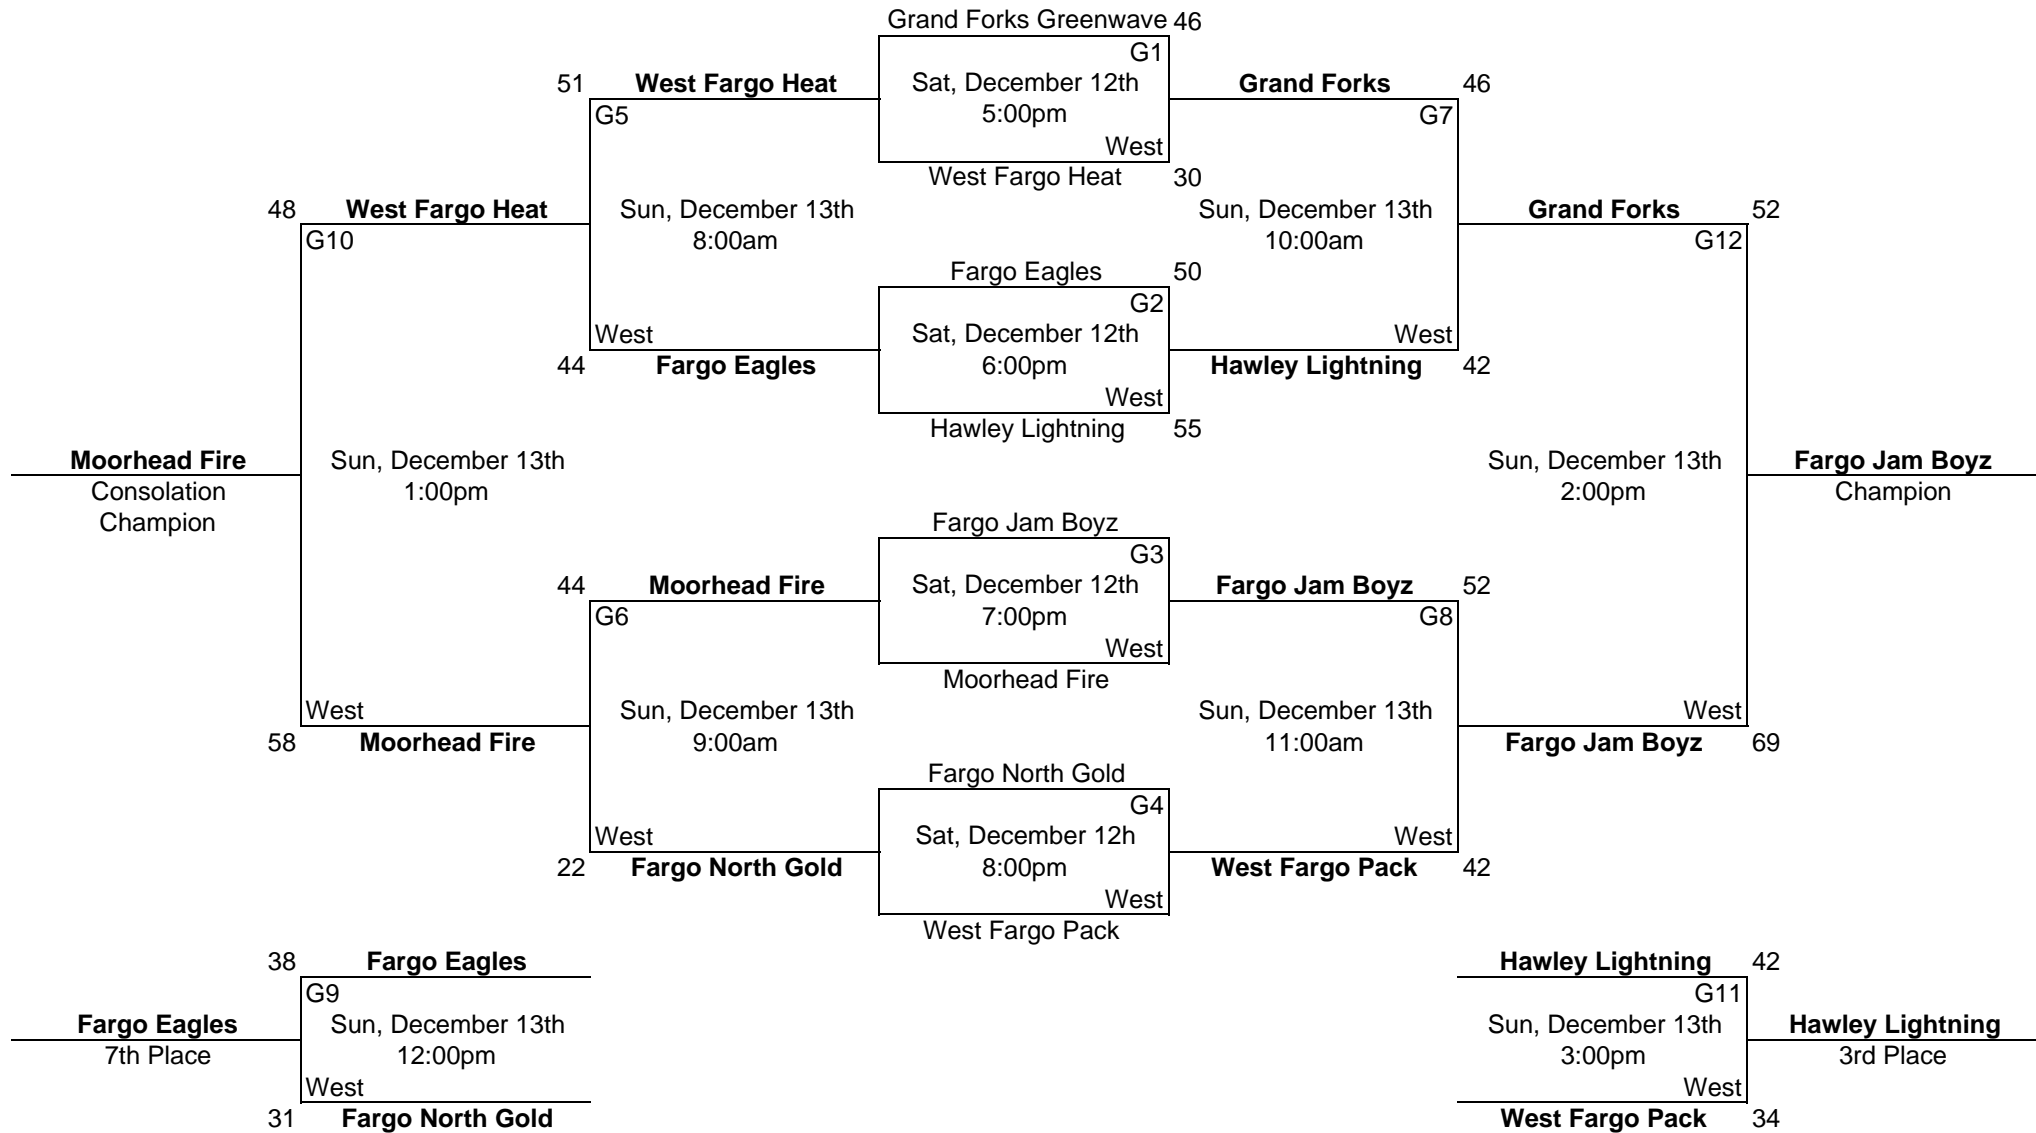 Grand Forks Greenwave 46
G1
51 West Fargo Heat Sat, December 12th Grand Forks 46
G5 5:00pm G7
West
West Fargo Heat 30
48 West Fargo Heat Sun, December 13th Sun, December 13th Grand Forks 52
G10 8:00am 10:00am G12
Fargo Eagles 50
G2
West Sat, December 12th West
44 Fargo Eagles 6:00pm Hawley Lightning 42
West
Hawley Lightning 55
Moorhead Fire Sun, December 13th Sun, December 13th Fargo Jam Boyz
Consolation 1:00pm 2:00pm Champion
Champion
Fargo Jam Boyz
G3
44 Moorhead Fire Sat, December 12th Fargo Jam Boyz 52
G6 7:00pm G8
West
Moorhead Fire
West Sun, December 13th Sun, December 13th West
58 Moorhead Fire 9:00am 11:00am Fargo Jam Boyz 69
Fargo North Gold
G4
West Sat, December 12h West
22 Fargo North Gold 8:00pm West Fargo Pack 42
West
West Fargo Pack
38 Fargo Eagles Hawley Lightning 42
G9 G11
Fargo Eagles Sun, December 13th Sun, December 13th Hawley Lightning
7th Place 12:00pm 3:00pm 3rd Place
West West
31 Fargo North Gold West Fargo Pack 34